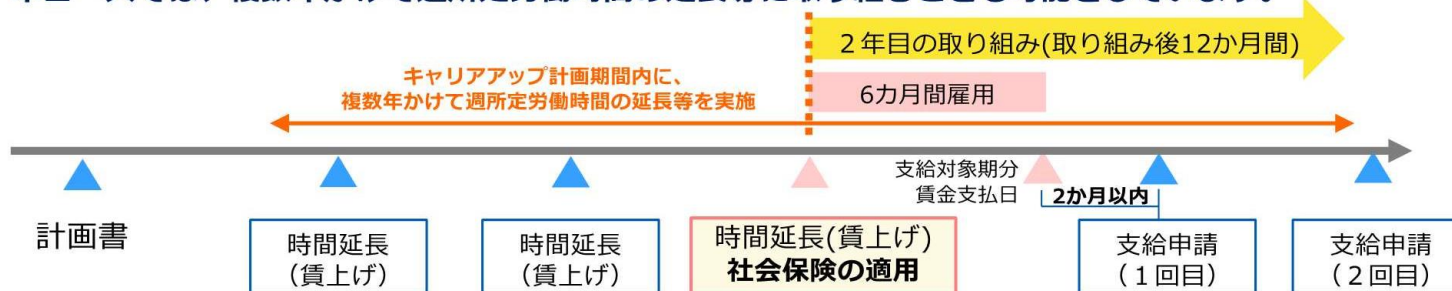 ２年目の取り組み(取り組み後12か月間)
キャリアアップ計画期間内に、
複数年かけて週所定労働時間の延長等を実施
6カ月間雇用
支給対象期分
賃金支払日
2か月以内
計画書
時間延長
（賃上げ）
時間延長
（賃上げ）
時間延長(賃上げ)
社会保険の適用
支給申請
（１回目）
支給申請
（２回目）